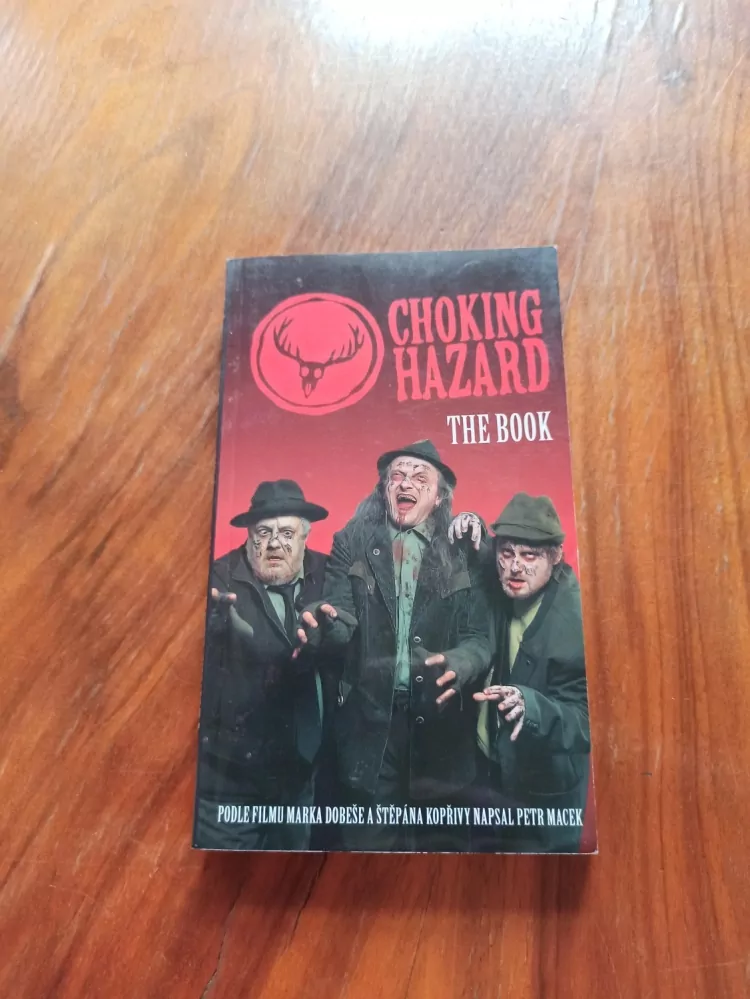 CHOKING
HAZARD
THE BOOK
PODLE FILMU MARKA DOBEŠE A ŠTĚPÁNA KOPŘIVY NAPSAL PETR MACEK